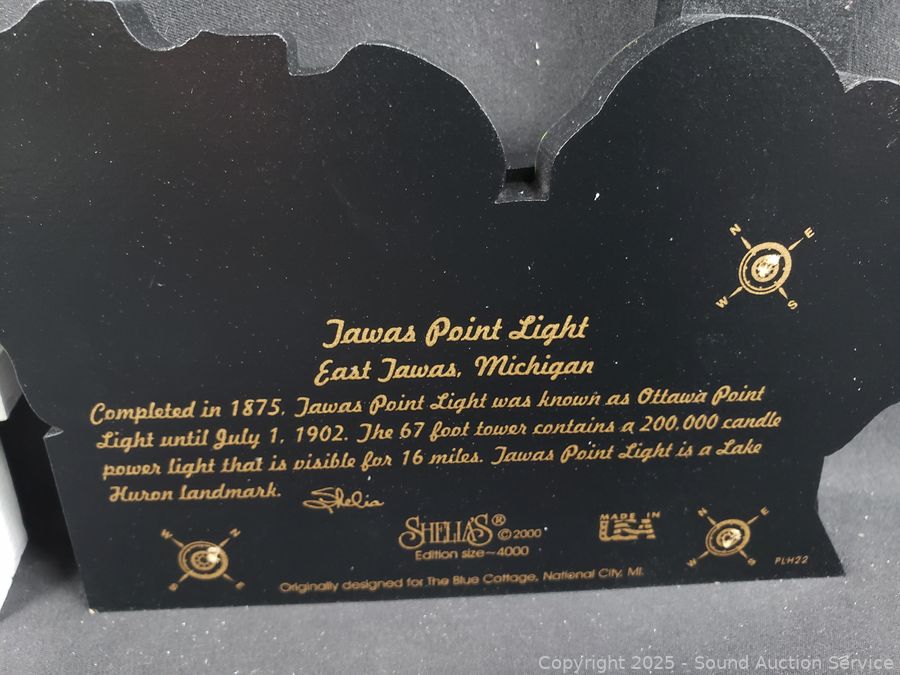 N
E
W
S
Tawas Point Light
East Tawas, Michigan
Completed in 1875, Tawas Point Light was known as Ottawa Point
Light until July 1, 1902. The 67 foot tower contains a 200,000 candle
power light that is visible for 16 miles. Tawas Point Light is a Lake
Huron landmark.
Shelia
SHELIA'S® ©2000
MADE IN
USA
Edition size~4000
W
N
S
N
E
W
S
PLH22
Originally designed for The Blue Cottage, National City, MI.
Copyright 2025 - Sound Auction Service